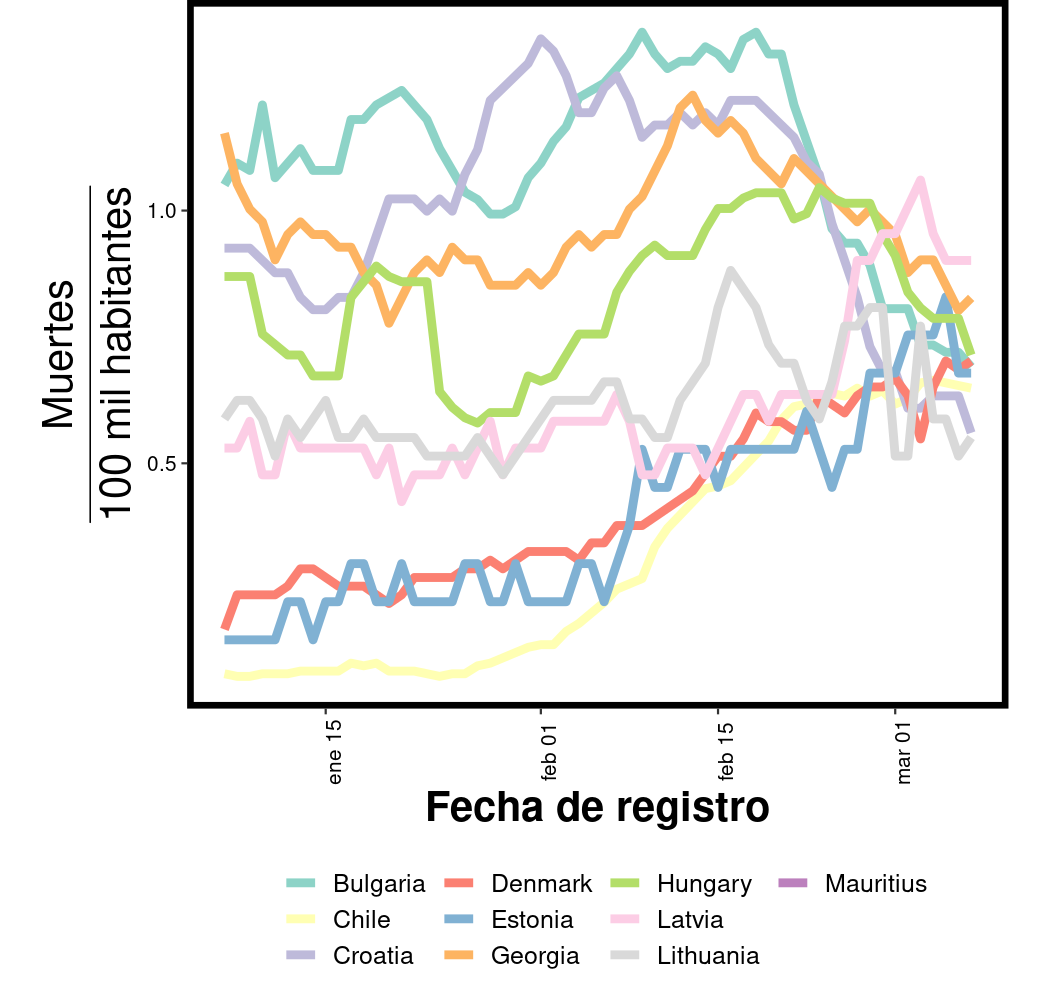 Muertes
100 mil habitantes
1.0
0.5
ene 15
feb 01
feb 15
mar 01
Fecha de registro
Bulgaria Denmark Hungary Mauritius
Chile Estonia Latvia
Croatia Georgia Lithuania